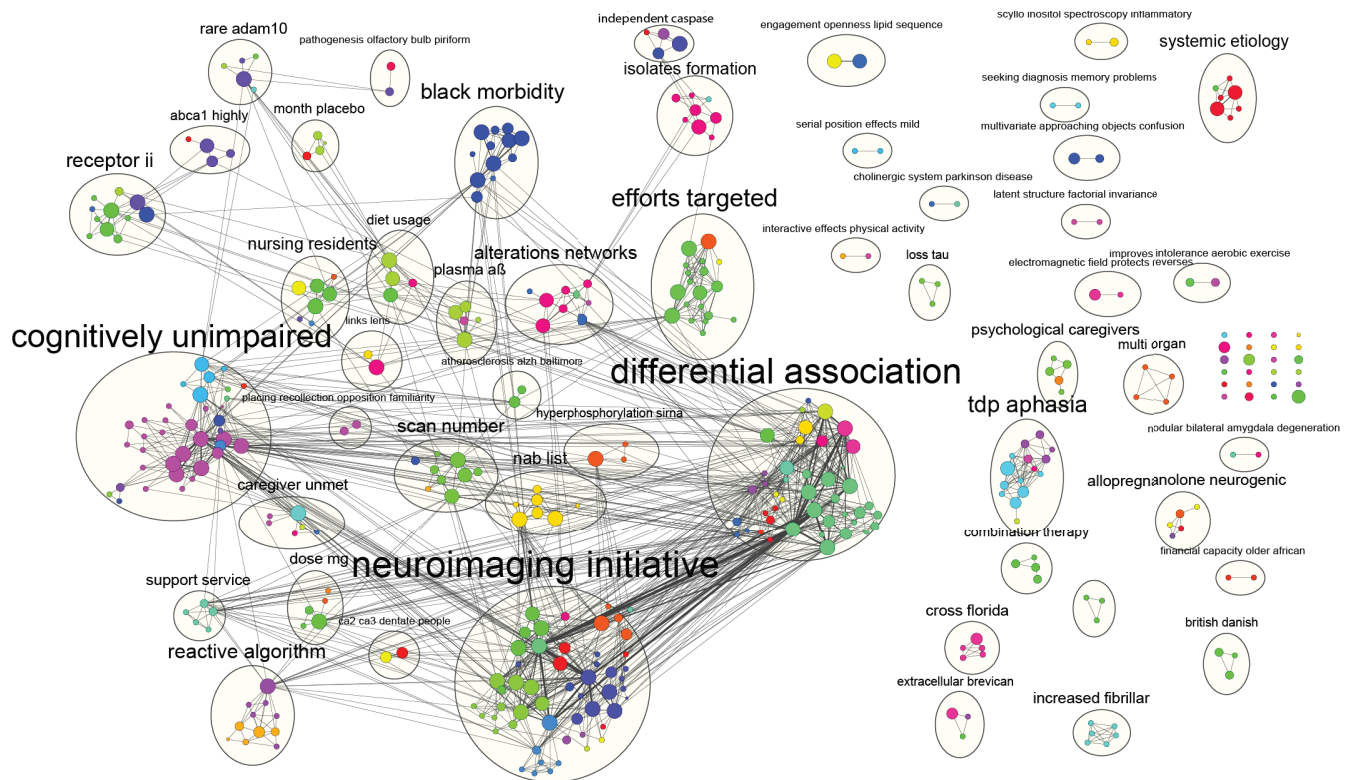 scyllo inositol spectroscopy inflammatory
independent caspase
engagement openness lipid sequence
rare adam10
pathogenesis olfactory bulb piriform
systemic etiology
isolates formation
seeking diagnosis memory problems
black morbidity
abca1 highly
month placebo
serial position effects mild
multivariate approaching objects confusion
receptor ii
cholinergic system parkinson disease
efforts targeted
latent structure factorial invariance
diet usage
interactive effects physical activity
nursing residents
alterations networks
loss tau
improves intolerance aerobic exercise
electromagnetic field protects reverses
plasma aß
links lens
cognitively unimpaired
psychological caregivers
multi organ
atherosclerosis alzh baltimore
differential association
placing recollection opposition familiarity
tdp aphasia
hyperphosphorylation sirna
scan number
nodular bilateral amygdala degeneration
nab list
caregiver unmet
allopregnanolone neurogenic
combination therapy
dose mg
neuroimaging initiative
financial capacity older african
support service
cross florida
ca2 ca3 dentate people
british danish
reactive algorithm
extracellular brevican
increased fibrillar